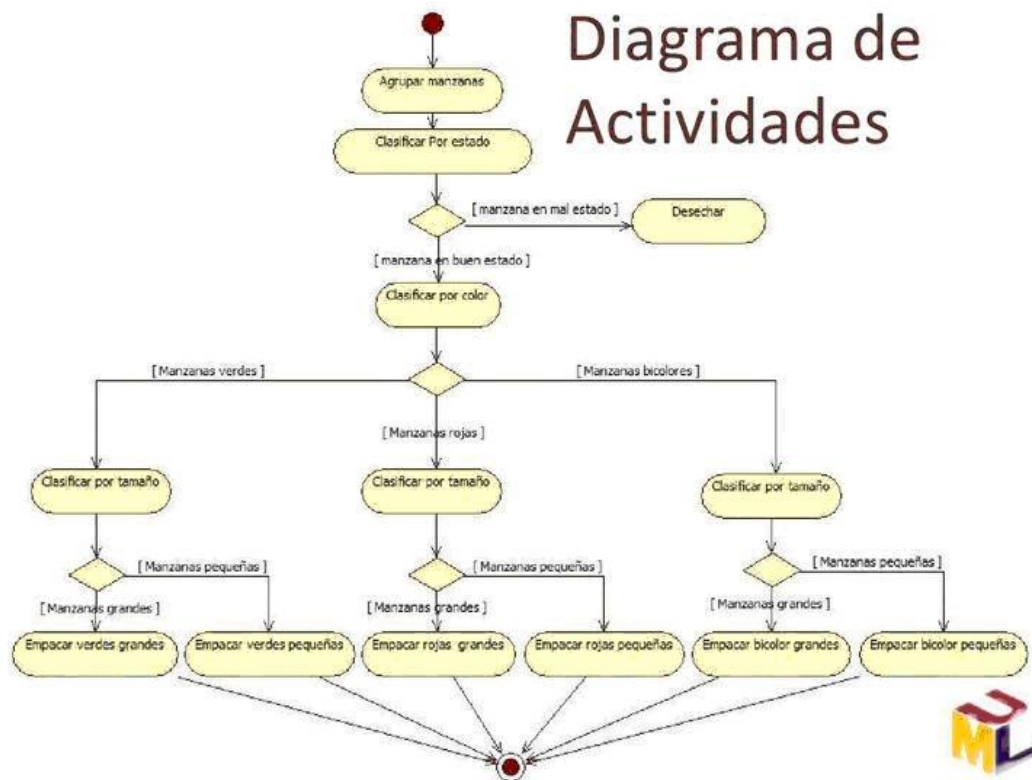 Diagrama de
Actividades
Agrupar manzanas
Clasificar Por estado
[ manzana en mal estado ]
Desechar
[ manzana en buen estado ]
Clasificar por color
[ Manzanas verdes ]
[ Manzanas bicolores ]
[ Manzanas rojas ]
Clasificar por tamaño
Clasificar por tamaño
Clasificar por tamaño
[ Manzanas pequeñas ]
[ Manzanas pequeñas ]
[ Manzanas pequeñas ]
[ Manzanas grandes ]
[ Manzanas grandes ]
[ Manzanas grandes ]
Empacar verdes grandes
Empacar verdes pequeñas
Empacar rojas grandes
Empacar rojas pequeñas
Empacar bicolor grandes
Empacar bicolor pequeñas
UML